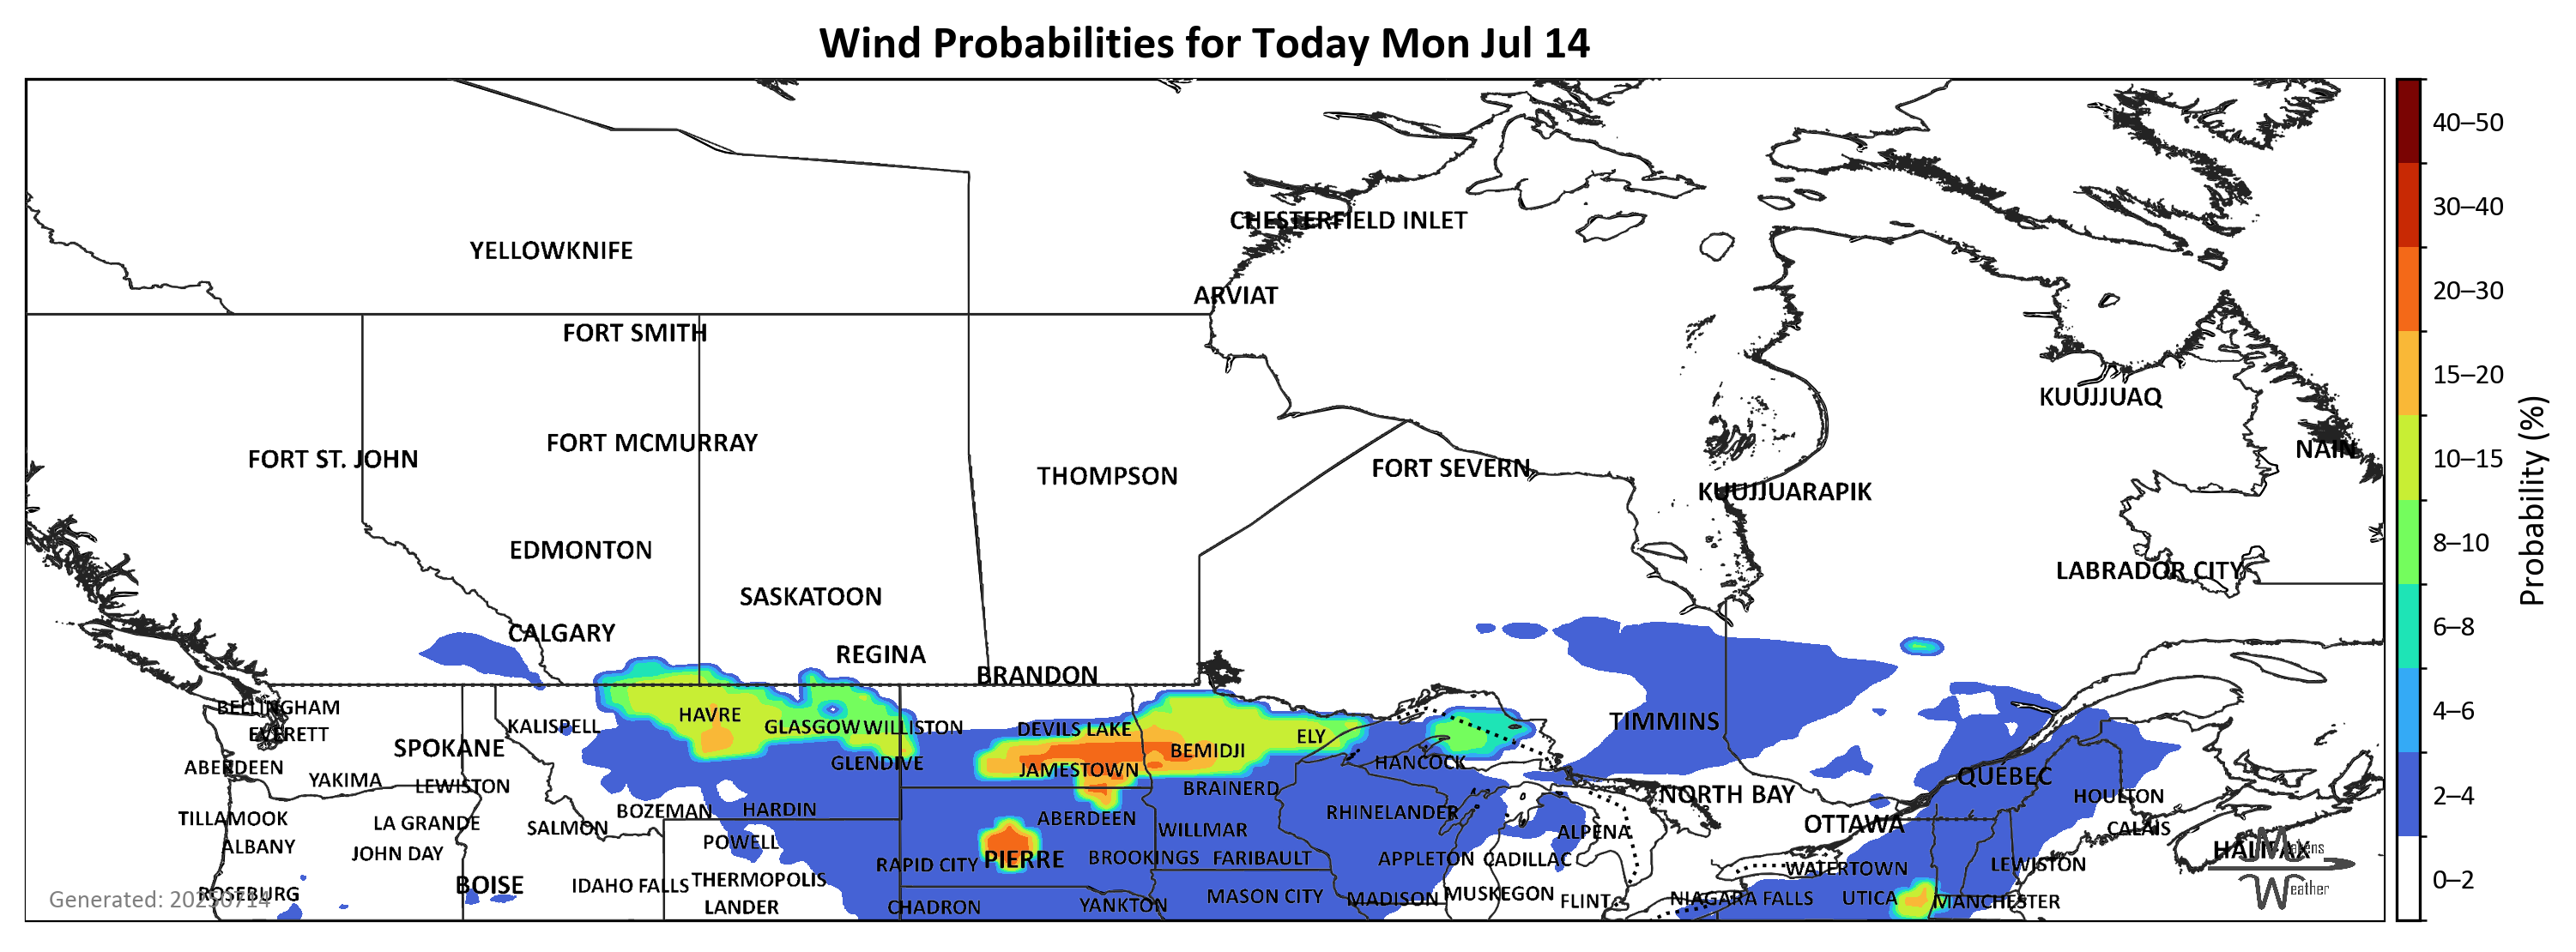 Wind Probabilities for Today Mon Jul 14
CHESTERFIELD INLET
YELLOWKNIFE
ARVIAT
FORT SMITH
KUUJJUAQ
FORT MCMURRAY
NAIN
FORT ST. JOHN
FORT SEVERN
THOMPSON
KUUJJUARAPIK
EDMONTON
LABRADOR CITY
SASKATOON
CALGARY
REGINA
BRANDON
BELLINGHAM
HAVRE
TIMMINS
KALISPELL
GLASGOW
WILLISTON
DEVILS LAKE
EVERETT
ELY
SPOKANE
BEMIDJI
ABERDEEN
GLENDIVE
JAMESTOWN
HANCOCK
QUÉBEC
YAKIMA
LEWISTON
BRAINERD
NORTH BAY
HOULTON
TILLAMOOK
LA GRANDE
SALMON
BOZEMAN
HARDIN
ABERDEEN
WILLMAR
RHINELANDER
ALPENA
OTTAWA
CALAIS
ALBANY
JOHN DAY
POWELL
RAPID CITY
PIERRE
BROOKINGS
FARIBAULT
APPLETON
CADILLAC
WATERTOWN
LEWISTON
HALIFAX
ROSEBURG
BOISE
IDAHO FALLS
THERMOPOLIS
LANDER
CHADRON
YANKTON
MASON CITY
MADISON
MUSKEGON
FLINT
NIAGARA FALLS
UTICA
MANCHESTER
Generated: 20250714
eather
40–50
30–40
20–30
15–20
10–15
8–10
6–8
4–6
2–4
0–2
Probability (%)